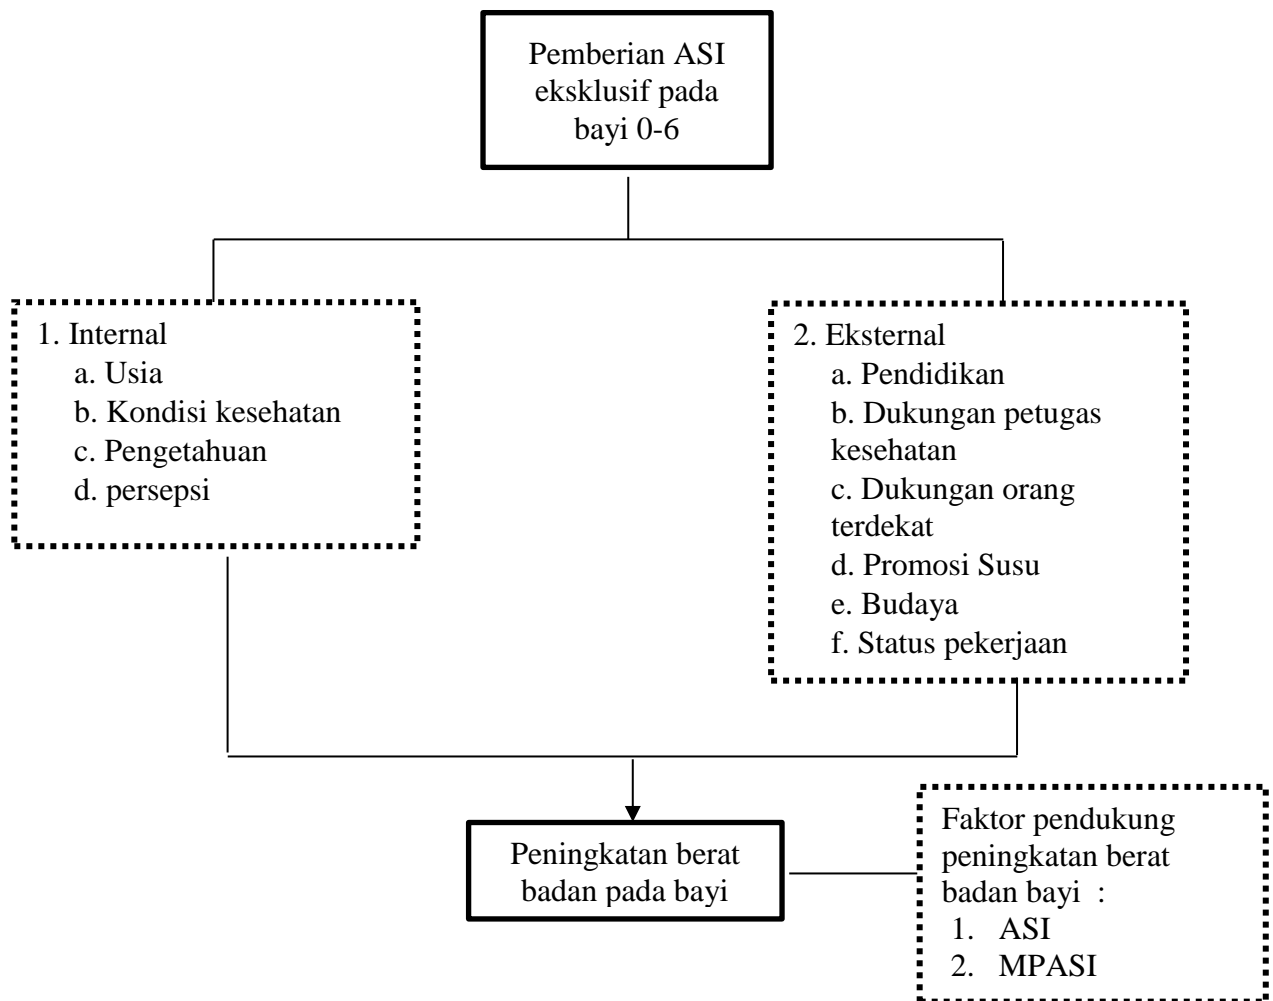 Pemberian ASI
eksklusif pada
bayi 0-6
1. Internal
a. Usia
b. Kondisi kesehatan
c. Pengetahuan
d. persepsi
2. Eksternal
a. Pendidikan
b. Dukungan petugas
kesehatan
c. Dukungan orang
terdekat
d. Promosi Susu
e. Budaya
f. Status pekerjaan
Peningkatan berat
badan pada bayi
Faktor pendukung
peningkatan berat
badan bayi :
1. ASI
2. MPASI